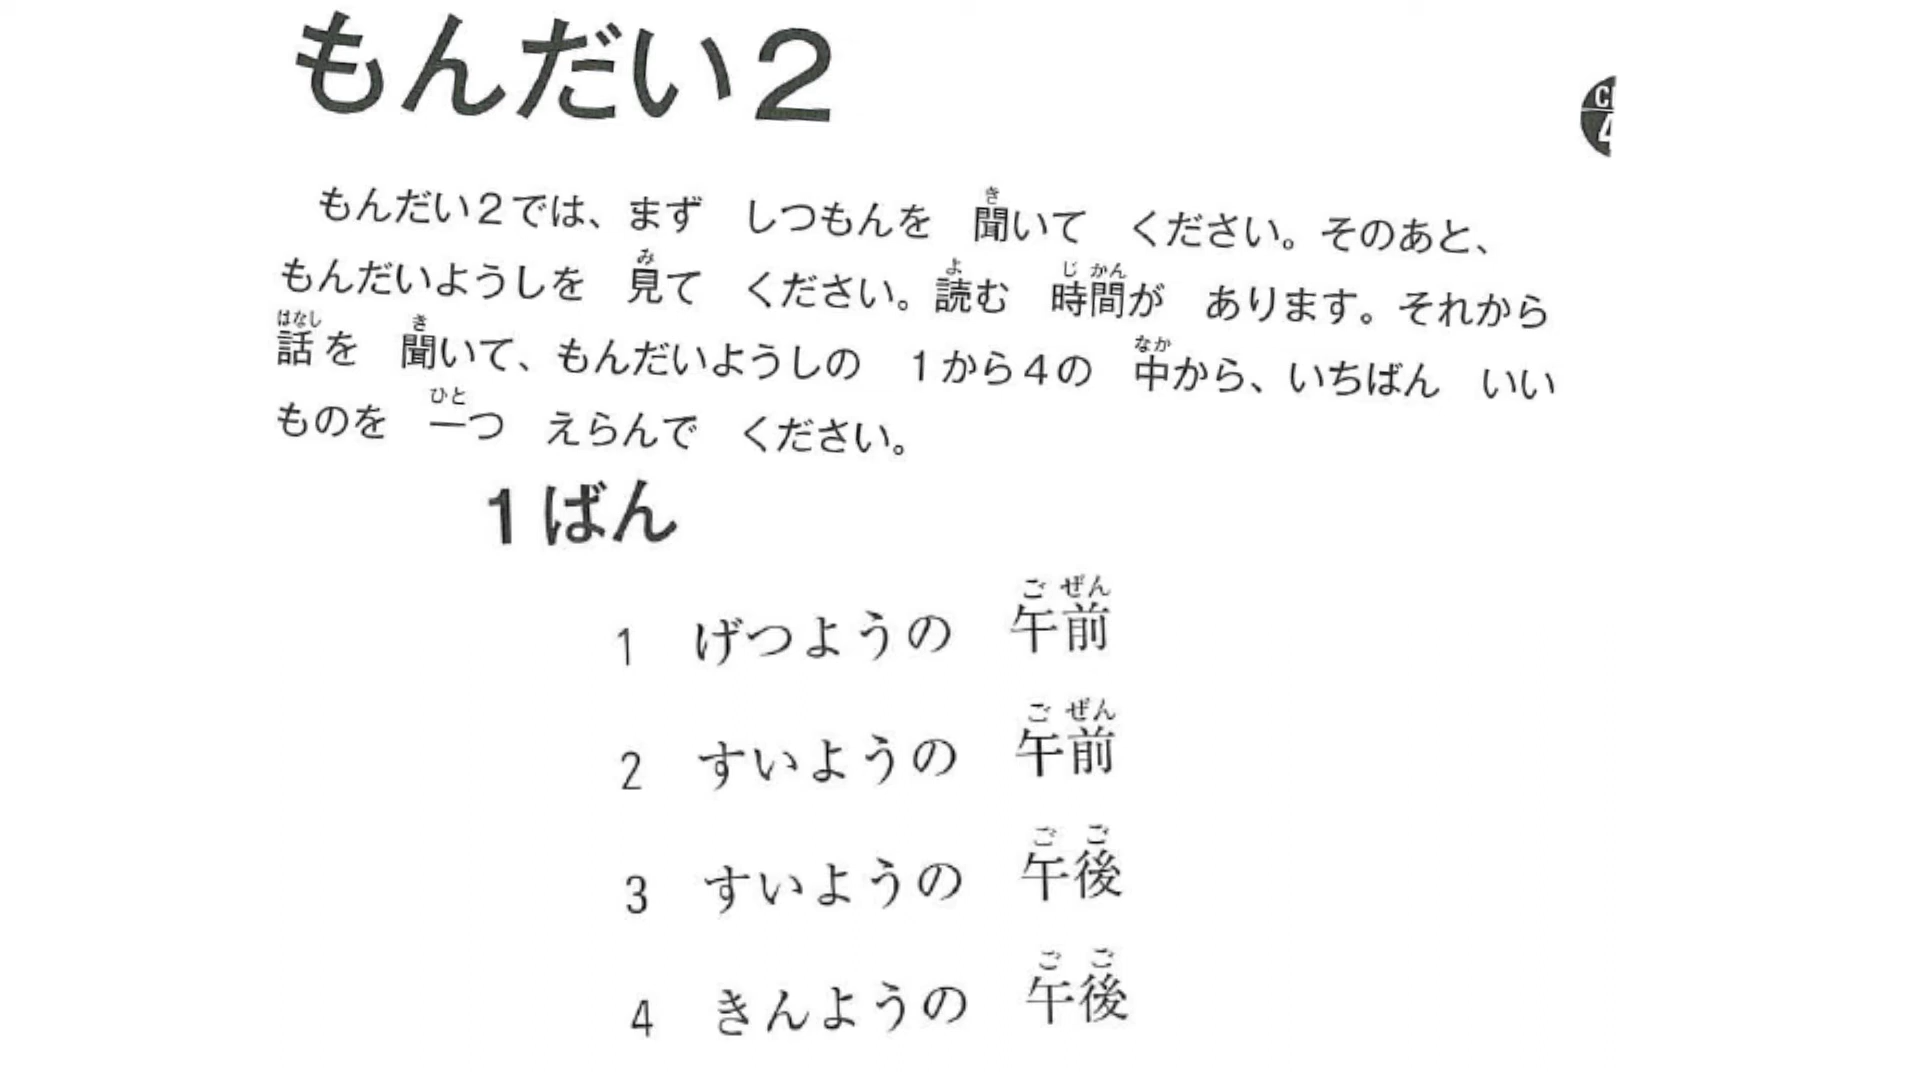 もんだい2
CD
4
もんだい2では、まず しつもんを 聞いて ください。そのあと、
もんだいようしを 見て ください。読む 時間が あります。それから
話を 聞いて、もんだいようしの 1から4の 中から、いちばん いい
ものを 一つ えらんで ください。
1ばん
1 げつようの 午前
2 すいようの 午前
3 すいようの 午後
4 きんようの 午後